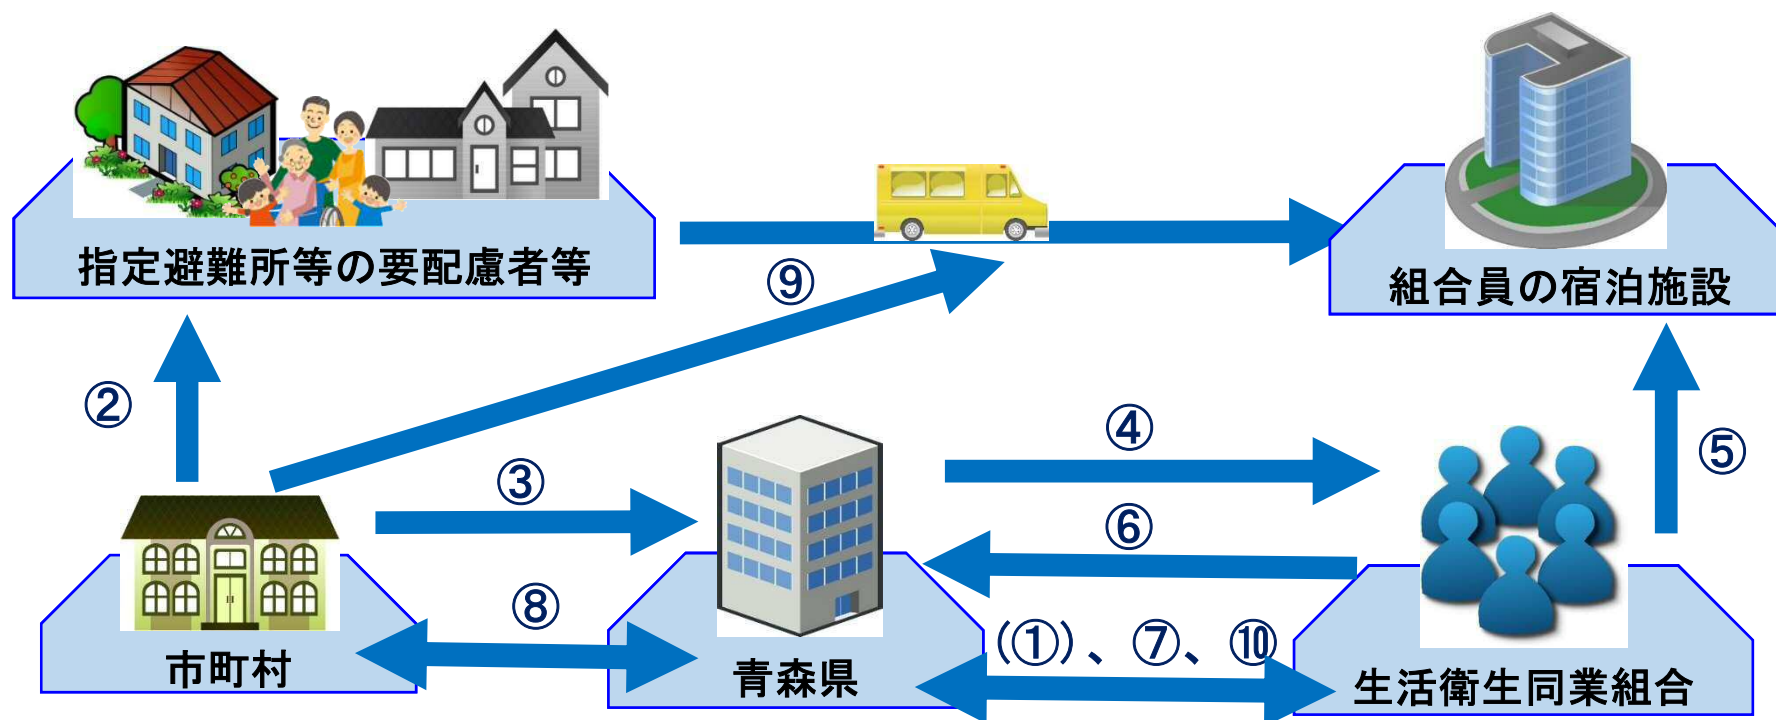 指定避難所等の要配慮者等
⑨
組合員の宿泊施設
②
③
④
⑤
⑥
⑧
(①)、⑦、⑩
市町村
青森県
生活衛生同業組合